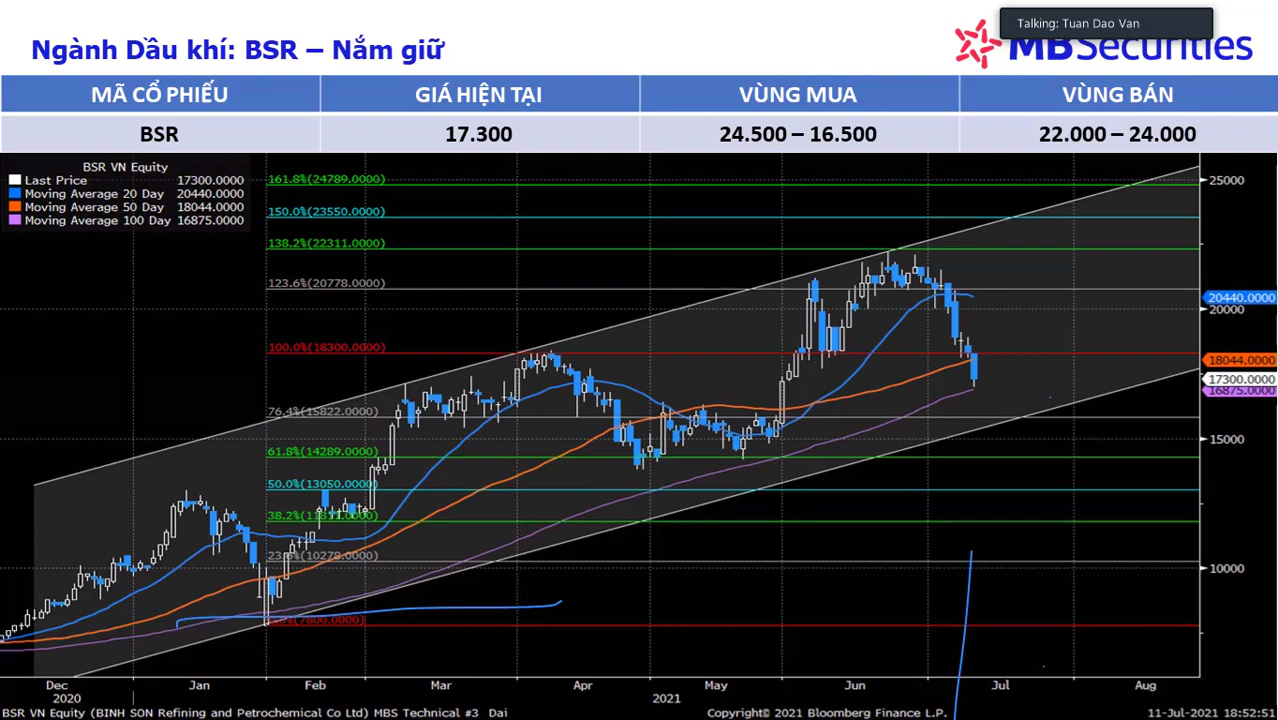 Talking: Tuan Dao Van
Ngành Dầu khí: BSR – Nắm giữ
MBSecurities
MÃ CỔ PHIẾU GIÁ HIỆN TẠI VÙNG MUA VÙNG BÁN
BSR 17.300 24.500 – 16.500 22.000 – 24.000
BSR VN Equity
Last Price 17300.0000
Moving Average 20 Day 20440.0000
Moving Average 50 Day 18044.0000
Moving Average 100 Day 16875.0000
161.8%(24789.0000)
150.0%(23550.0000)
138.2%(22311.0000)
123.6%(20778.0000)
100.0%(18300.0000)
76.4%(15822.0000)
61.8%(14289.0000)
50.0%(13050.0000)
23.6%(10278.0000)
25000
20440.0000
20000
18044.0000
17300.0000
16875.0000
15000
10000
Dec Jan Feb Mar Apr May Jun Jul Aug
2020 2021
BSR VN Equity (BINH SON Refining and Petrochemical Co Ltd) MBS Technical #3 Dai Copyright© 2021 Bloomberg Finance L.P. 11-Jul-2021 18:52:51